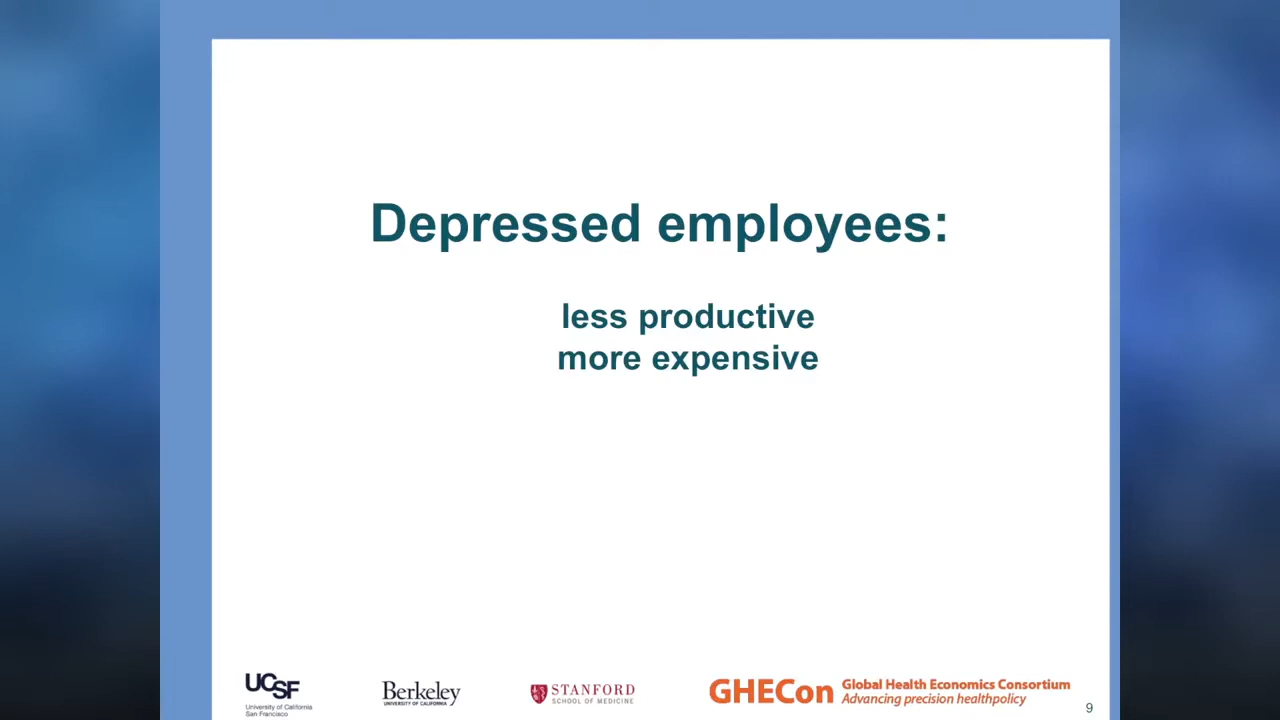 Depressed employees:
less productive
more expensive
UCSF
University of California
San Francisco
Berkeley
UNIVERSITY OF CALIFORNIA
STANFORD
SCHOOL OF MEDICINE
GHECon
Global Health Economics Consortium
Advancing precision healthpolicy
9